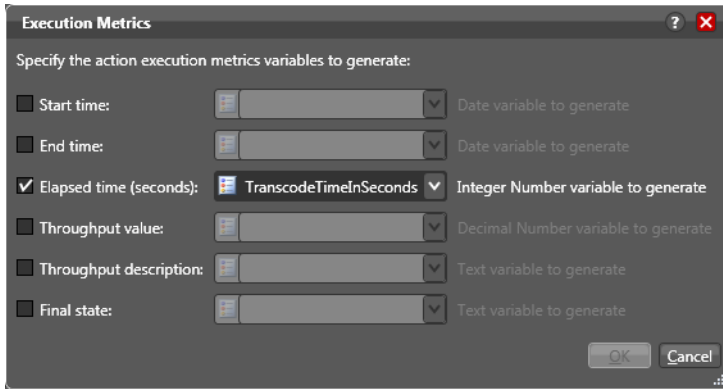 Execution Metrics ?
Specify the action execution metrics variables to generate:
Start time: Date variable to generate
End time: Date variable to generate
Elapsed time (seconds): TranscodeTimeInSeconds Integer Number variable to generate
Throughput value: Decimal Number variable to generate
Throughput description: Text variable to generate
Final state: Text variable to generate
OK Cancel